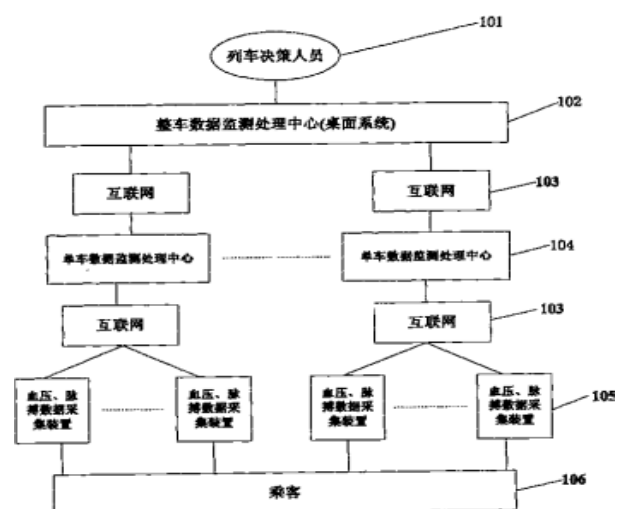 101
列车决策人员
102
整车数据监测处理中心(桌面系统)
互联网
互联网
103
单车数据监测处理中心
单车数据监测处理中心
104
互联网
互联网
103
血压、脉
搏数据采
集装置
血压、脉
搏数据采
集装置
血压、脉
搏数据采
集装置
血压、脉
搏数据采
集装置
105
乘客
106